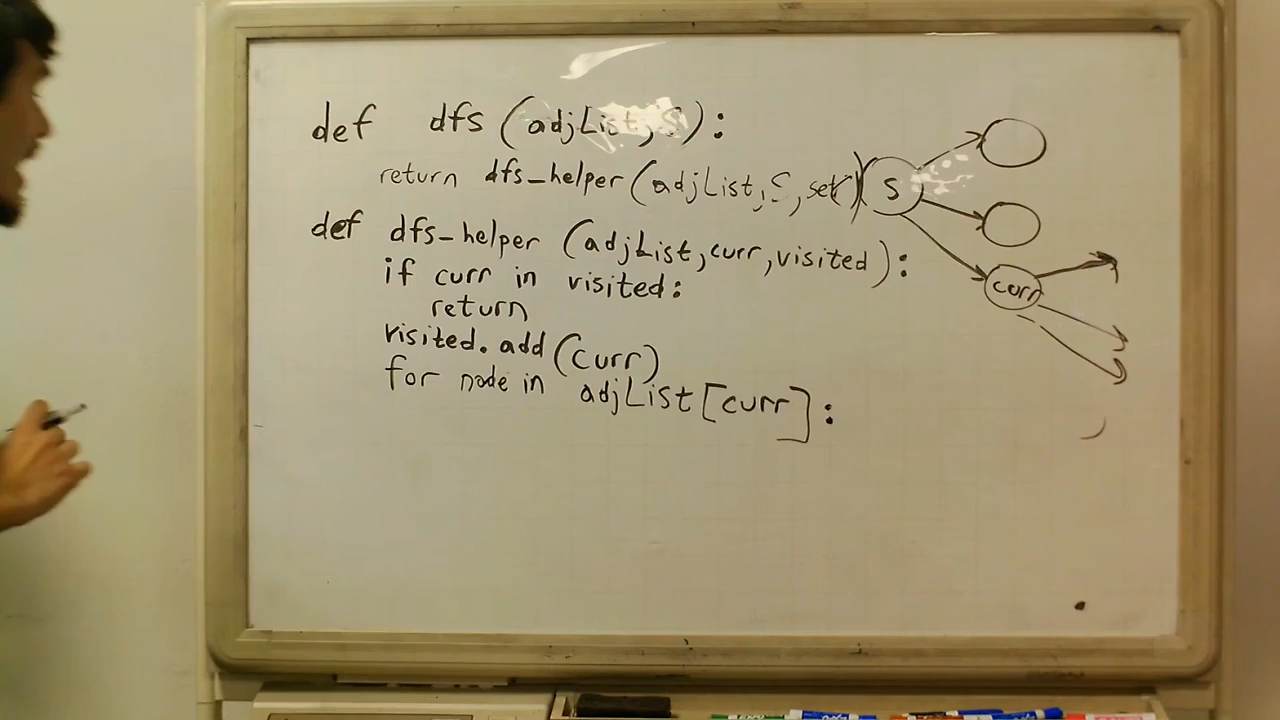 def dfs (adjList, S):
return dfs_helper(adjList, S, set())
def dfs_helper (adjList, curr, visited):
if curr in visited:
return
visited.add(curr)
for node in adjList[curr]:
S
curr